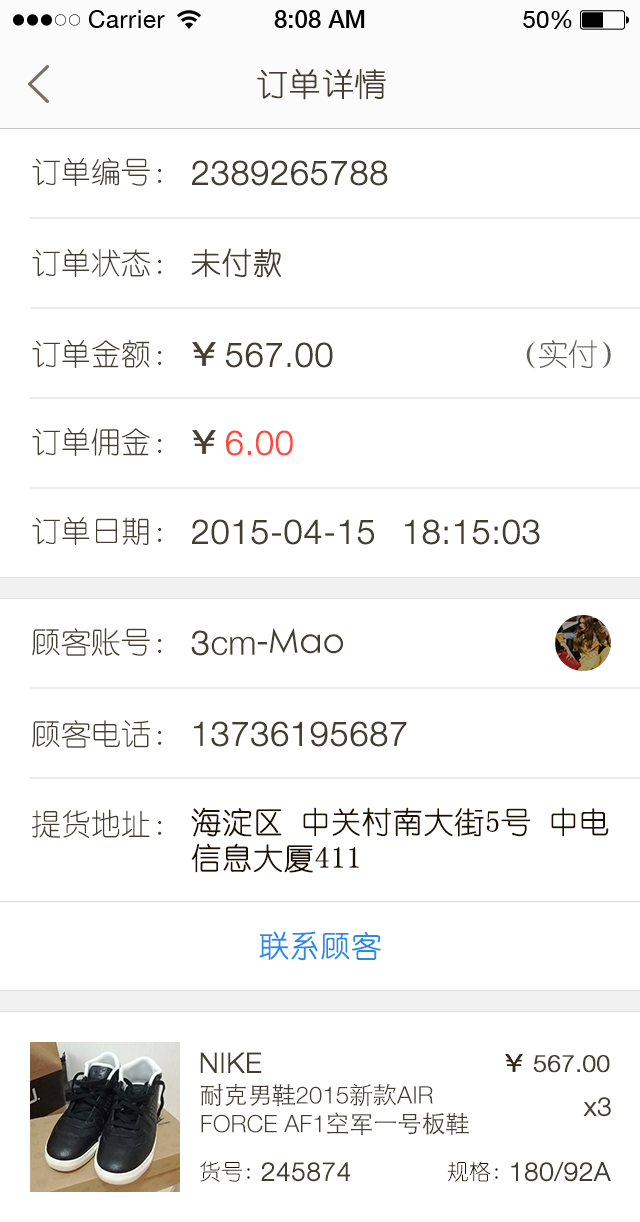 Carrier 8:08 AM 50%
订单详情
订单编号： 2389265788
订单状态： 未付款
订单金额： ￥567.00 （实付）
订单佣金： ￥6.00
订单日期： 2015-04-15 18:15:03
顾客账号： 3cm-Mao
顾客电话： 13736195687
提货地址： 海淀区 中关村南大街5号 中电
信息大厦411
联系顾客
NIKE ￥ 567.00
耐克男鞋2015新款AIR
FORCE AF1空军一号板鞋
x3
货号：245874 规格：180/92A